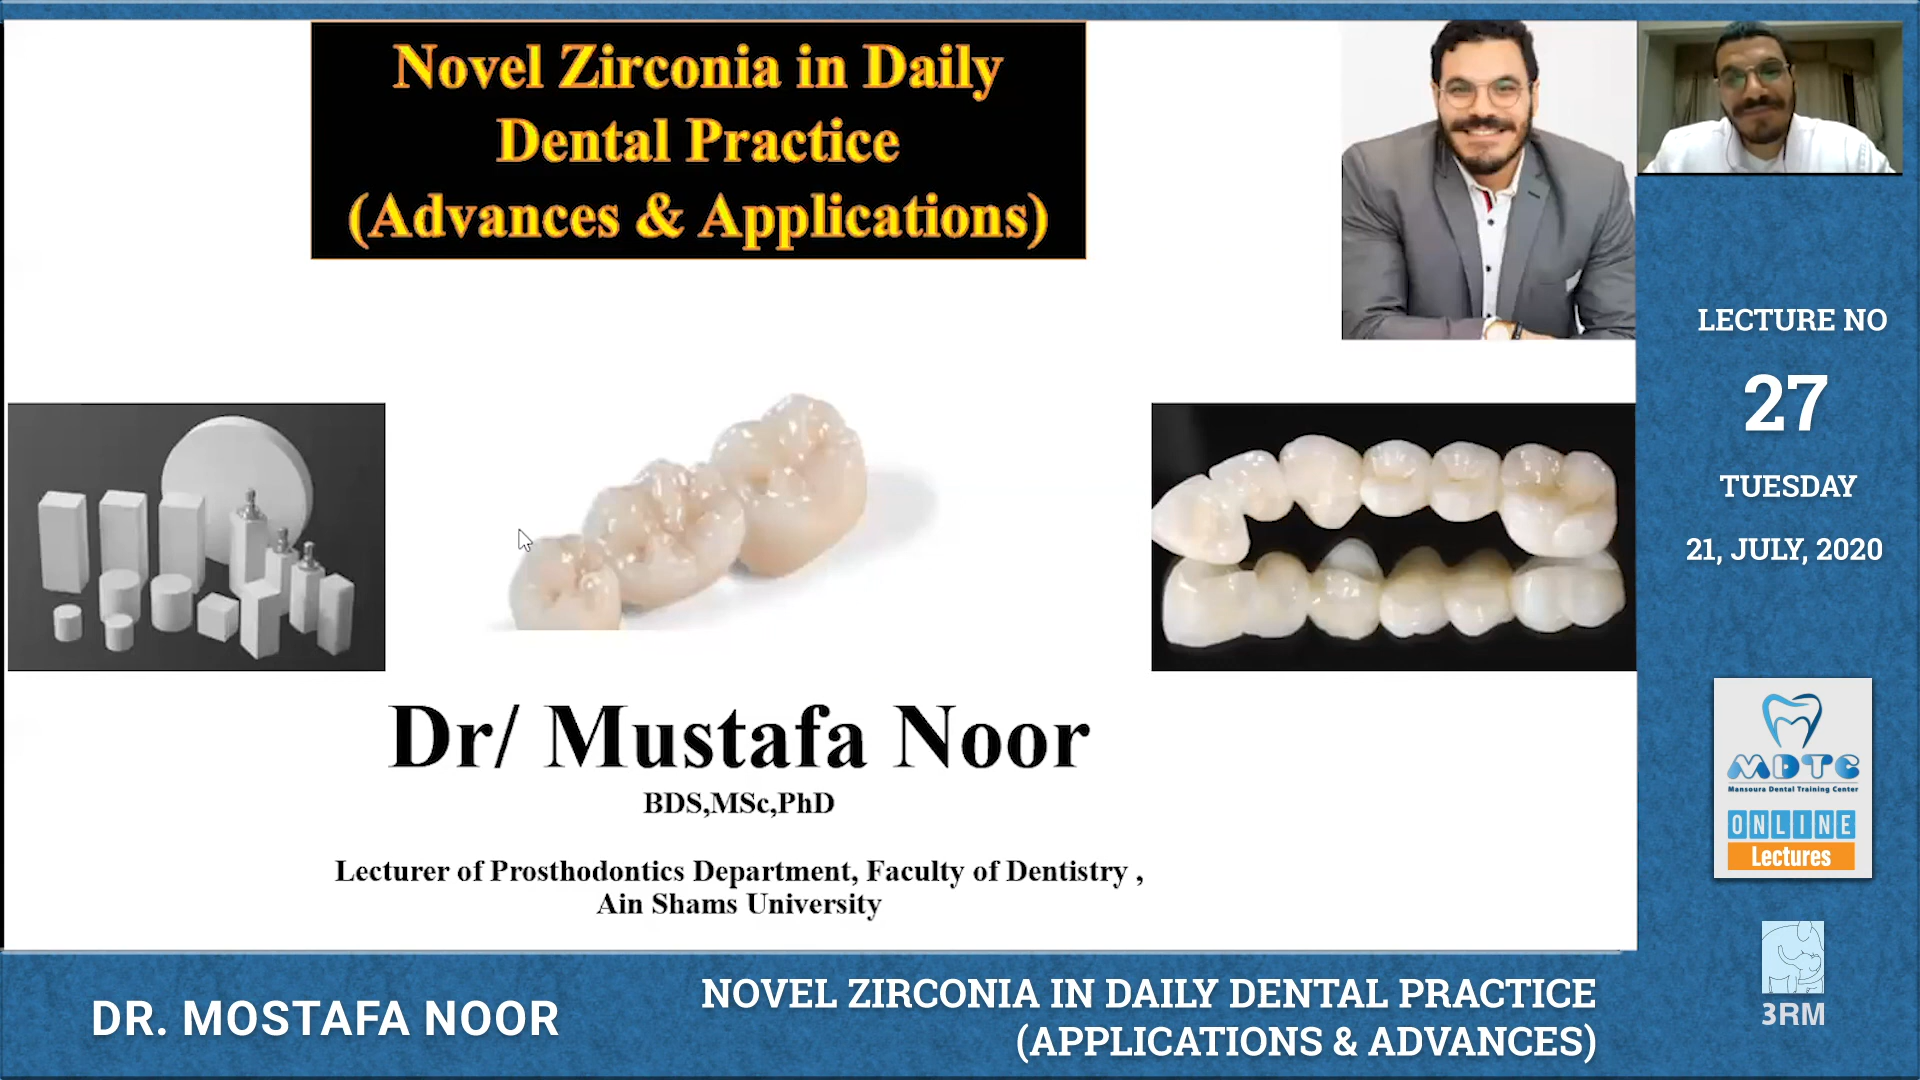 Novel Zirconia in Daily
Dental Practice
(Advances & Applications)
Dr/ Mustafa Noor
BDS,MSc,PhD
Lecturer of Prosthodontics Department, Faculty of Dentistry ,
Ain Shams University
LECTURE NO
27
TUESDAY
21, JULY, 2020
MDTC
Mansoura Dental Training Center
ONLINE
Lectures
3RM
DR. MOSTAFA NOOR
NOVEL ZIRCONIA IN DAILY DENTAL PRACTICE
(APPLICATIONS & ADVANCES)